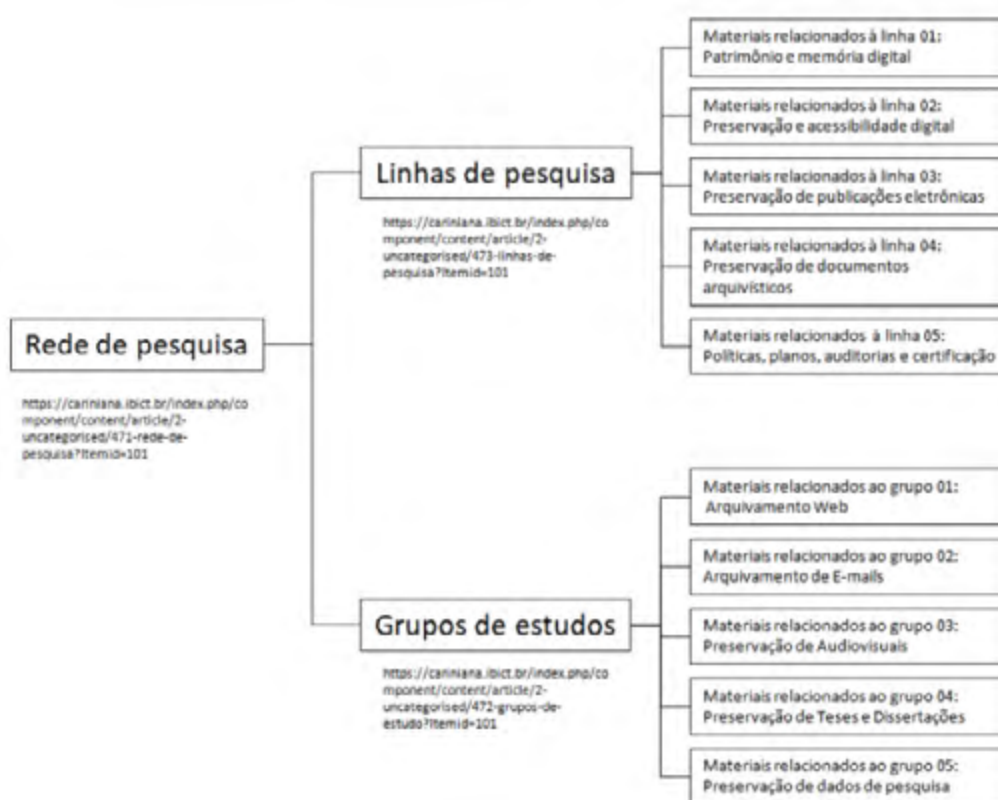 Rede de pesquisa
https://cariniana.ibict.br/index.php/co
mponent/content/article/2-
uncategorised/471-rede-de-
pesquisa?Itemid=101
Linhas de pesquisa
https://cariniana.ibict.br/index.php/co
mponent/content/article/2-
uncategorised/473-linhas-de-
pesquisa?Itemid=101
Materiais relacionados à linha 01:
Patrimônio e memória digital
Materiais relacionados à linha 02:
Preservação e acessibilidade digital
Materiais relacionados à linha 03:
Preservação de publicações eletrônicas
Materiais relacionados à linha 04:
Preservação de documentos
arquivísticos
Materiais relacionados à linha 05:
Políticas, planos, auditorias e certificação
Grupos de estudos
https://cariniana.ibict.br/index.php/co
mponent/content/article/2-
uncategorised/472-grupos-de-
estudo?Itemid=101
Materiais relacionados ao grupo 01:
Arquivamento Web
Materiais relacionados ao grupo 02:
Arquivamento de E-mails
Materiais relacionados ao grupo 03:
Preservação de Audiovisuais
Materiais relacionados ao grupo 04:
Preservação de Teses e Dissertações
Materiais relacionados ao grupo 05:
Preservação de dados de pesquisa